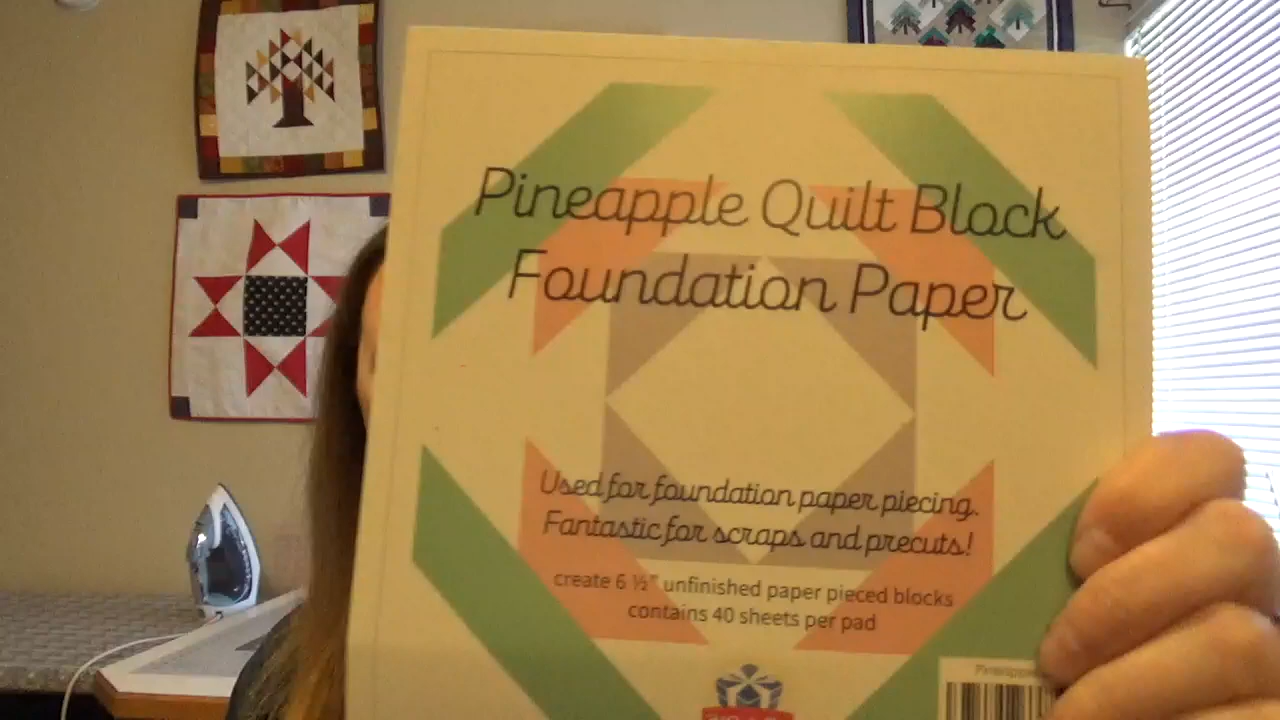 Pineapple Quilt Block
Foundation Paper
Used for foundation paper piecing.
Fantastic for scraps and precuts!
create 6 ½" unfinished paper pieced blocks
contains 40 sheets per pad